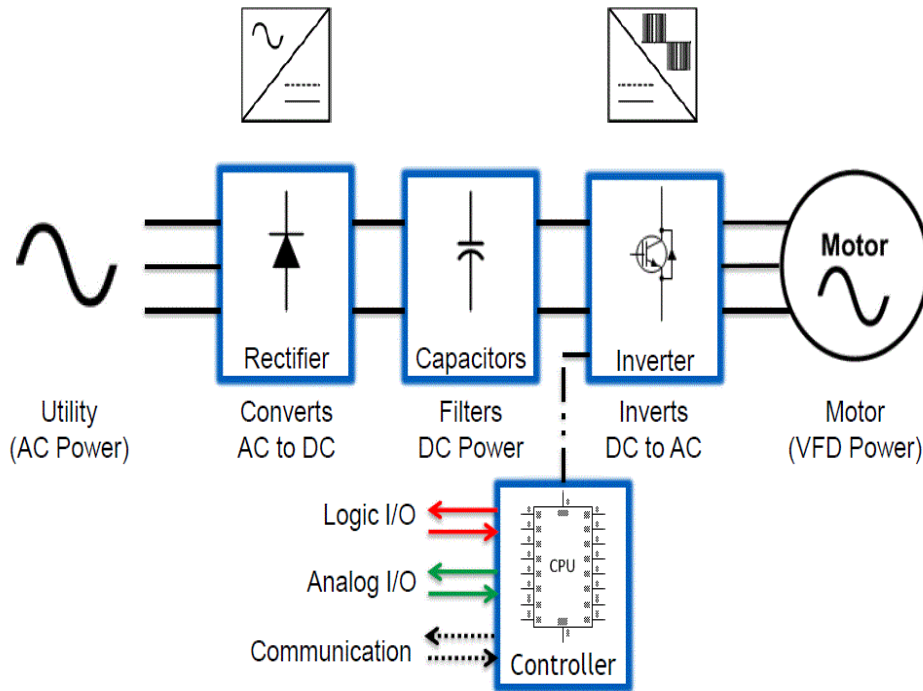 Motor
Rectifier
Capacitors
Inverter
Utility
(AC Power)
Converts
AC to DC
Filters
DC Power
Inverts
DC to AC
Motor
(VFD Power)
Logic I/O
Analog I/O
Communication
CPU
Controller